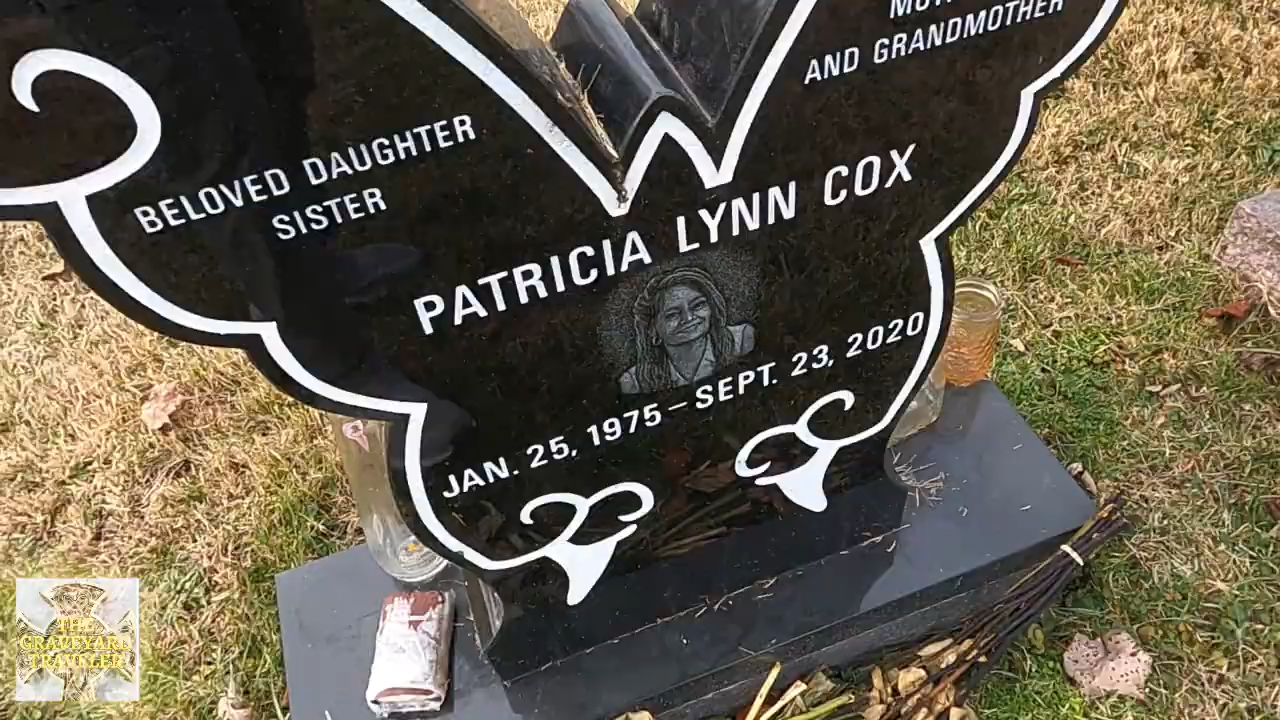 BELOVED DAUGHTER
SISTER
AND GRANDMOTHER
PATRICIA LYNN COX
JAN. 25, 1975 – SEPT. 23, 2020
THE
GRAVEYARD
TRAVELER